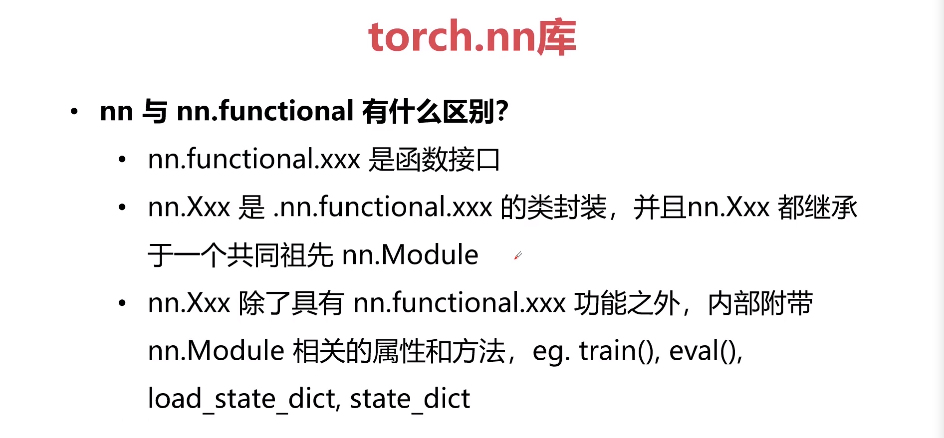 torch.nn库
• nn 与 nn.functional 有什么区别？
• nn.functional.xxx 是函数接口
• nn.Xxx 是 .nn.functional.xxx 的类封装，并且nn.Xxx 都继承
于一个共同祖先 nn.Module
• nn.Xxx 除了具有 nn.functional.xxx 功能之外，内部附带
nn.Module 相关的属性和方法，eg. train(), eval(),
load_state_dict, state_dict